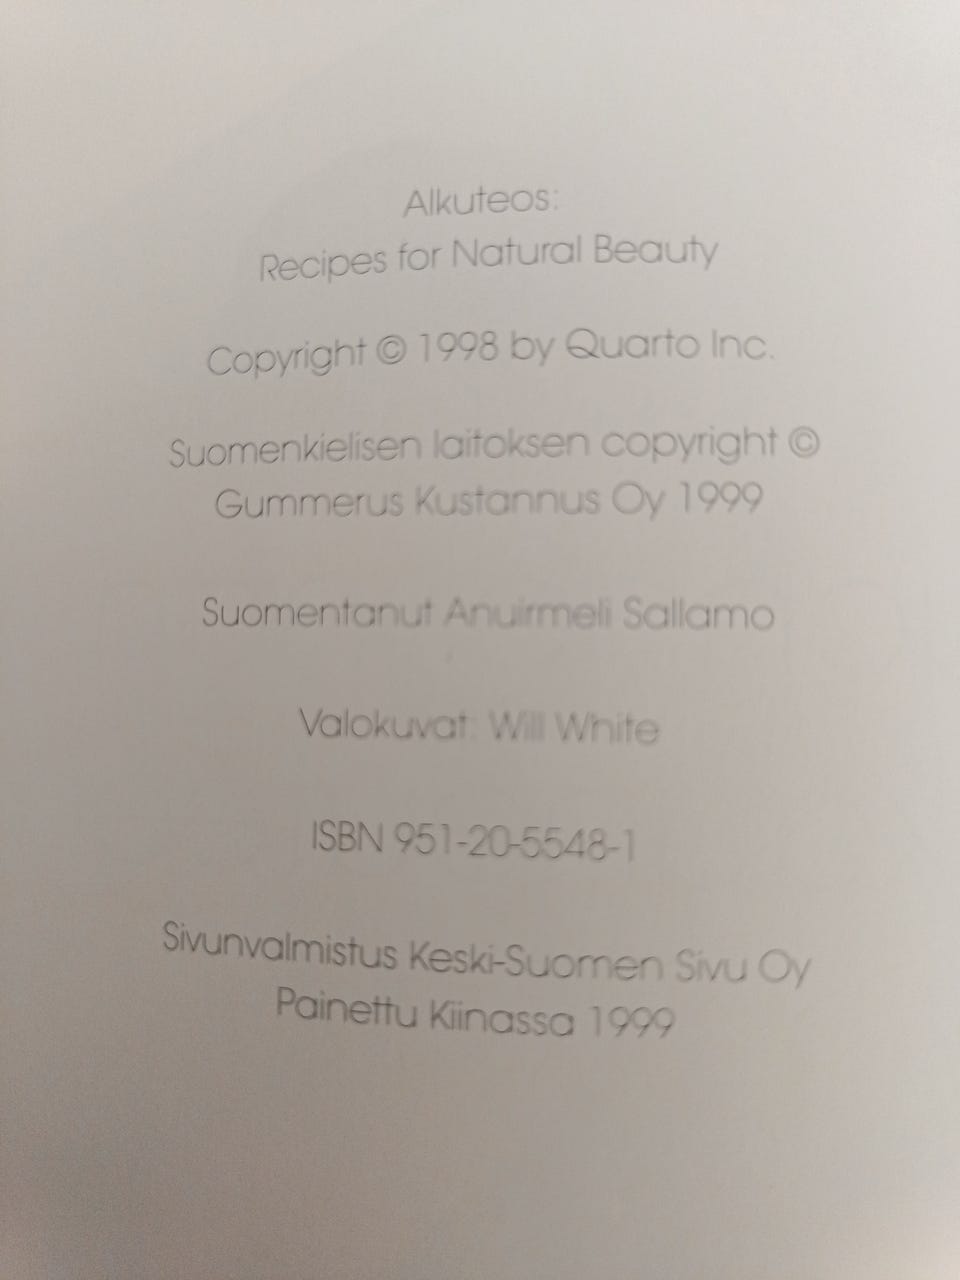 Alkuteos:
Recipes for Natural Beauty
Copyright © 1998 by Quarto Inc.
Suomenkielisen laitoksen copyright ©
Gummerus Kustannus Oy 1999
Suomentanut Anuirmeli Sallamo
Valokuvat: Will White
ISBN 951-20-5548-1
Sivunvalmistus Keski-Suomen Sivu Oy
Painettu Kiinassa 1999